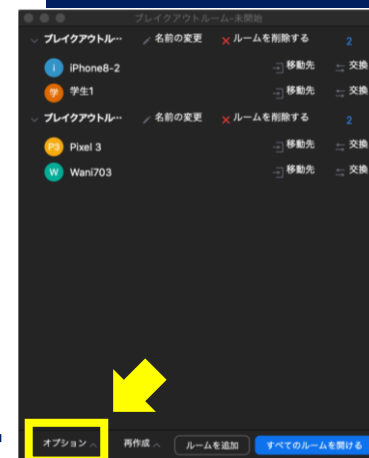 ブレイクアウトルーム-未開始
ブレイクアウトル… 名前の変更 ルームを削除する 2
i iPhone8-2 移動先 交換
学 学生1 移動先 交換
ブレイクアウトル… 名前の変更 ルームを削除する 2
P3 Pixel 3 移動先 交換
W Wani703 移動先 交換
オプション 再作成 ルームを追加 すべてのルームを開ける